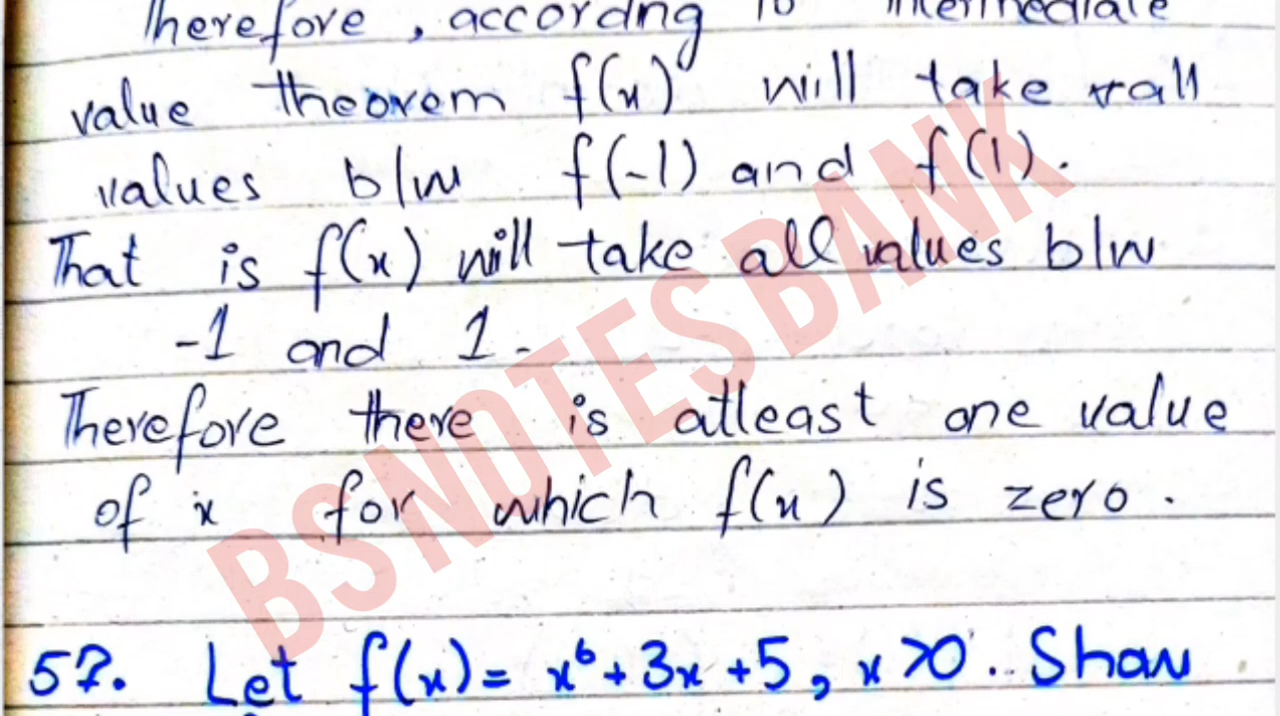 Therefore, accordng to intermediate
value theorem f(x) will take all
values b/w f(-1) and f(1).
That is f(x) will take all values b/w
-1 and 1.
Therefore there is atleast one value
of x for which f(x) is zero.
57. Let f(x) = x⁶ + 3x + 5, x > 0. Show
BSNOTES BANK